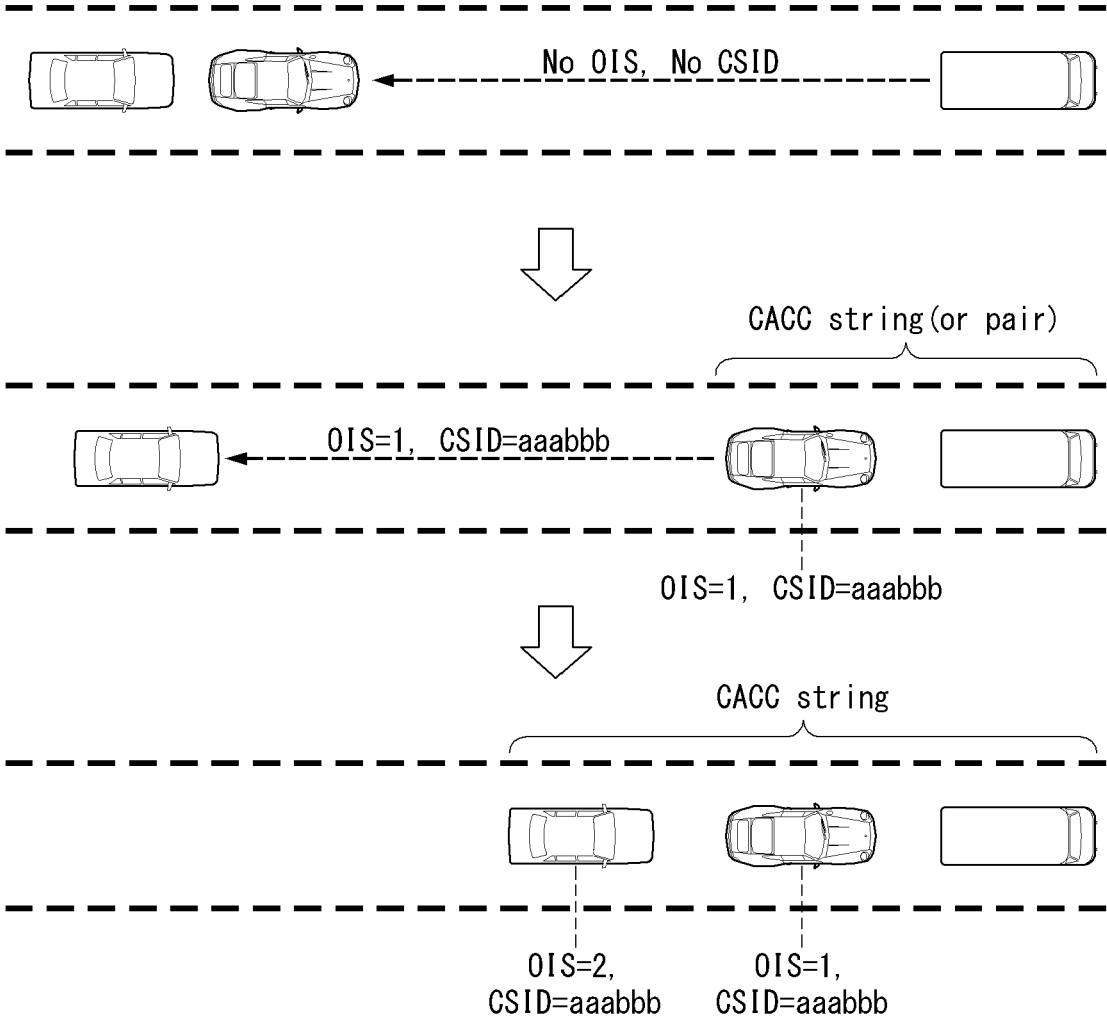 No OIS, No CSID
CACC string(or pair)
OIS=1, CSID=aaabbb
OIS=1, CSID=aaabbb
CACC string
OIS=2,
CSID=aaabbb
OIS=1,
CSID=aaabbb